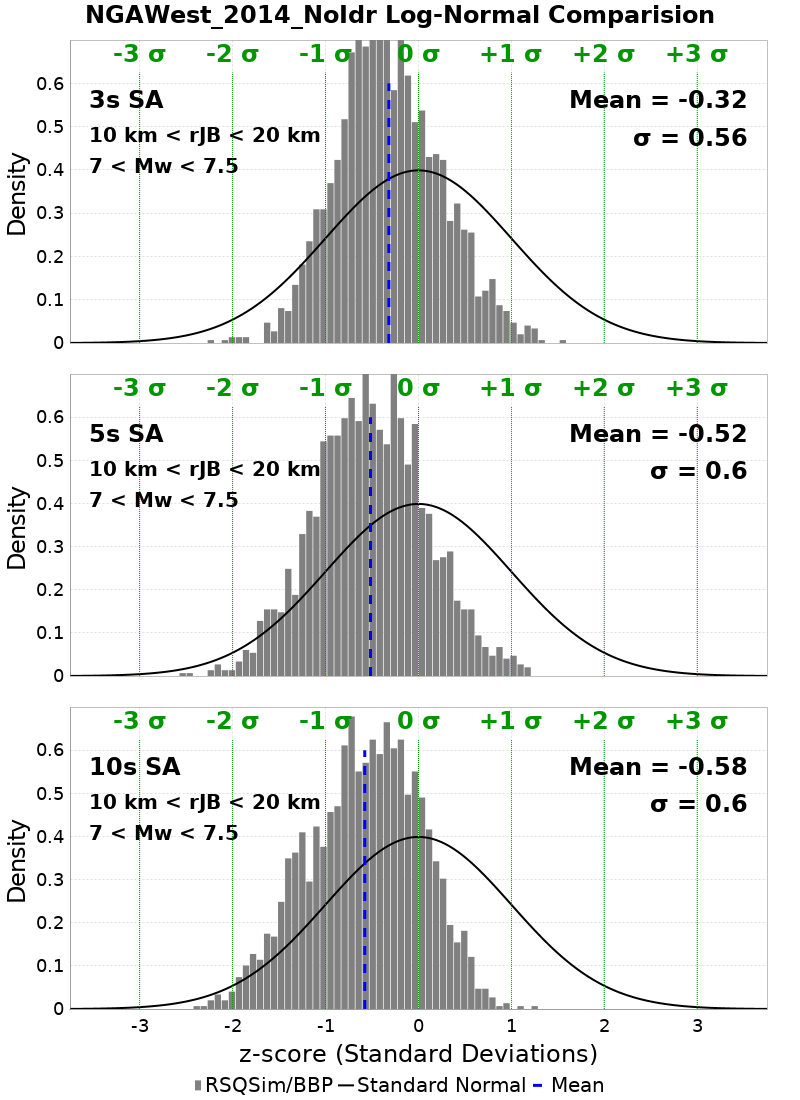 NGAWest_2014_NoIdr Log-Normal Comparision
-3 σ -2 σ -1 σ 0 σ +1 σ +2 σ +3 σ
3s SA
10 km < rJB < 20 km
7 < Mw < 7.5
Mean = -0.32
σ = 0.56
0.6
0.5
0.4
0.3
0.2
0.1
0
Density
-3 σ -2 σ -1 σ 0 σ +1 σ +2 σ +3 σ
5s SA
10 km < rJB < 20 km
7 < Mw < 7.5
Mean = -0.52
σ = 0.6
0.6
0.5
0.4
0.3
0.2
0.1
0
Density
-3 σ -2 σ -1 σ 0 σ +1 σ +2 σ +3 σ
10s SA
10 km < rJB < 20 km
7 < Mw < 7.5
Mean = -0.58
σ = 0.6
0.6
0.5
0.4
0.3
0.2
0.1
0
Density
-3 -2 -1 0 1 2 3
z-score (Standard Deviations)
RSQSim/BBP Standard Normal Mean